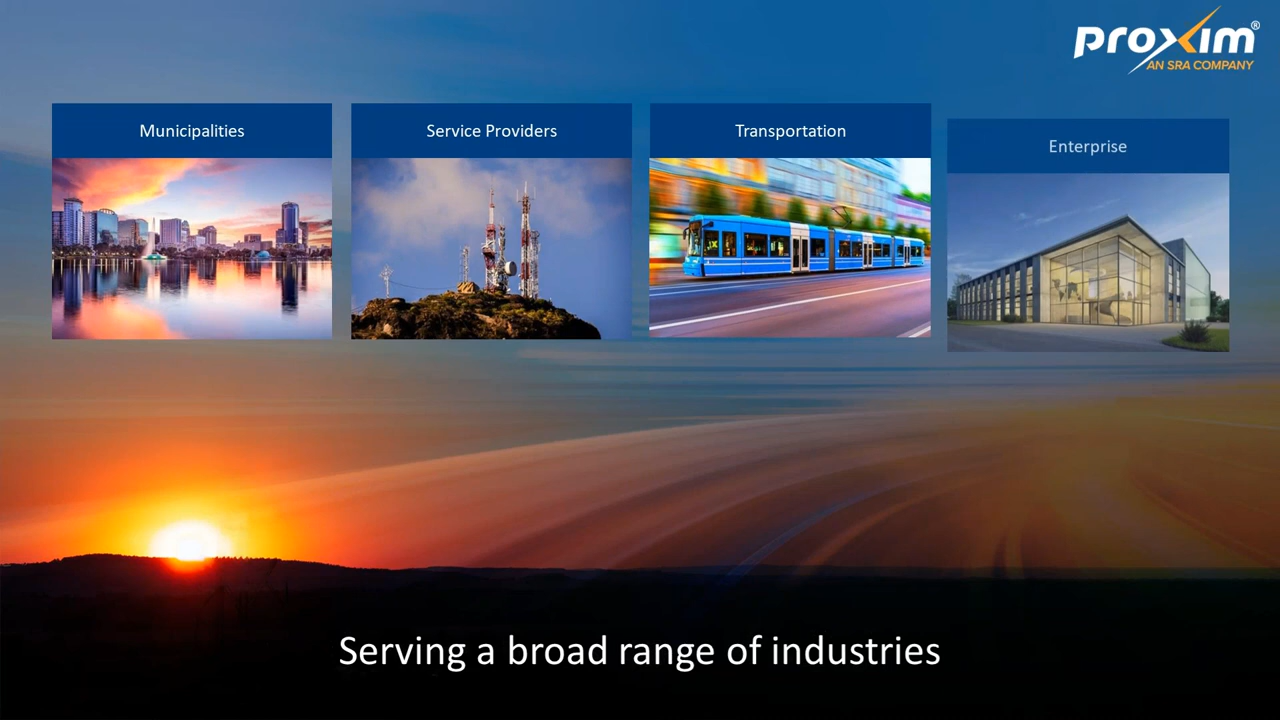 proxim®
AN SRA COMPANY
Municipalities
Service Providers
Transportation
Enterprise
Serving a broad range of industries